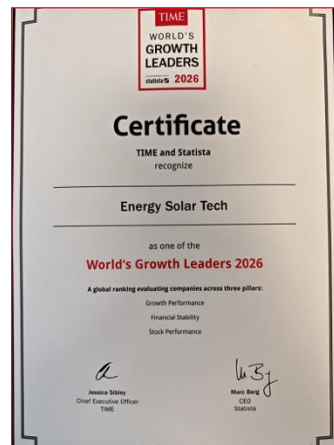 TIME
WORLD'S
GROWTH
LEADERS
statista 2026
Certificate
TIME and Statista
recognize
Energy Solar Tech
as one of the
World's Growth Leaders 2026
A global ranking evaluating companies across three pillars:
Growth Performance
Financial Stability
Stock Performance
Jessica Sibley
Chief Executive Officer
TIME
Marc Berg
CEO
Statista